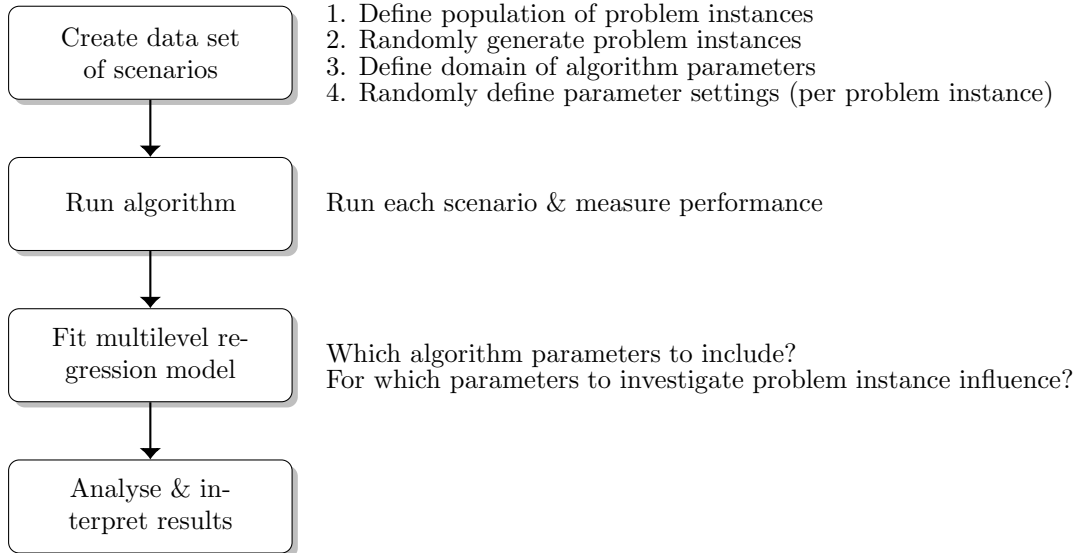 Create data set
of scenarios
1. Define population of problem instances
2. Randomly generate problem instances
3. Define domain of algorithm parameters
4. Randomly define parameter settings (per problem instance)
Run algorithm
Run each scenario & measure performance
Fit multilevel re-
gression model
Which algorithm parameters to include?
For which parameters to investigate problem instance influence?
Analyse & in-
terpret results